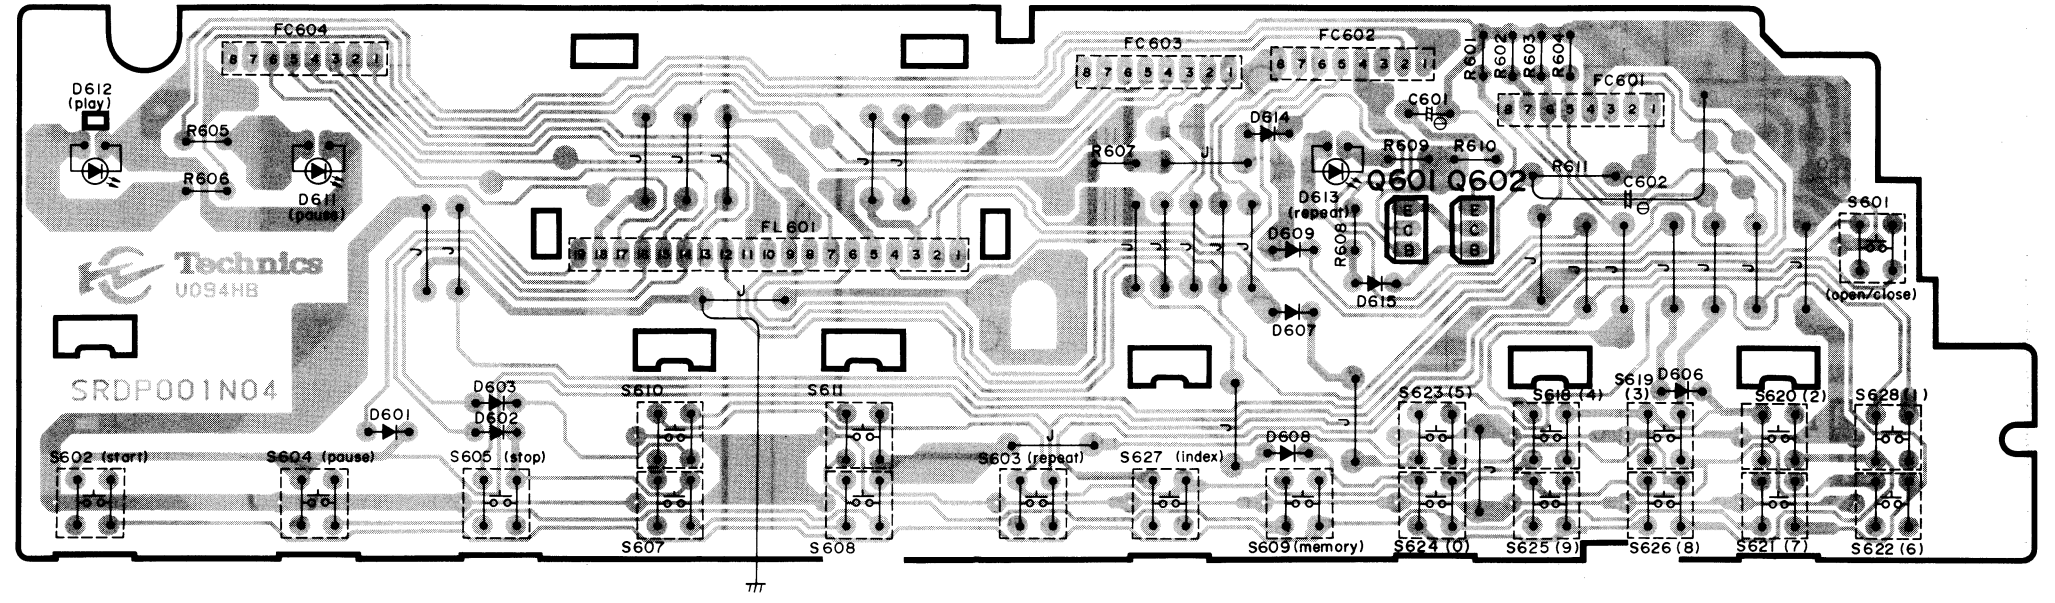 FC604
8 7 6 5 4 3 2 1
FC603
8 7 6 5 4 3 2 1
FC602
8 7 6 5 4 3 2 1
R601
R602
R603
R604
FC601
8 7 6 5 4 3 2 1
D612
(play)
R605
R606
D611
(pause)
J
J
J
J
J
C601
D614
R607
J
R609
R610
R611
C602
Q601
Q602
E
C
B
E
C
B
D613
(repeat)
R608
D609
D615
D607
S601
(open/close)
FL601
19 18 17 16 15 14 13 12 11 10 9 8 7 6 5 4 3 2 1
Technics
U094HB
J
J
J
J
J
SRDP001N04
D601
D603
D602
S610
S611
S623 (5)
S618 (4)
S619
(3)
D606
S620 (2)
S628 (1)
S602 (start)
S604 (pause)
S605 (stop)
J
S603 (repeat)
S627 (index)
D608
J
S607
S608
S609 (memory)
S624 (0)
S625 (9)
S626 (8)
S621 (7)
S622 (6)